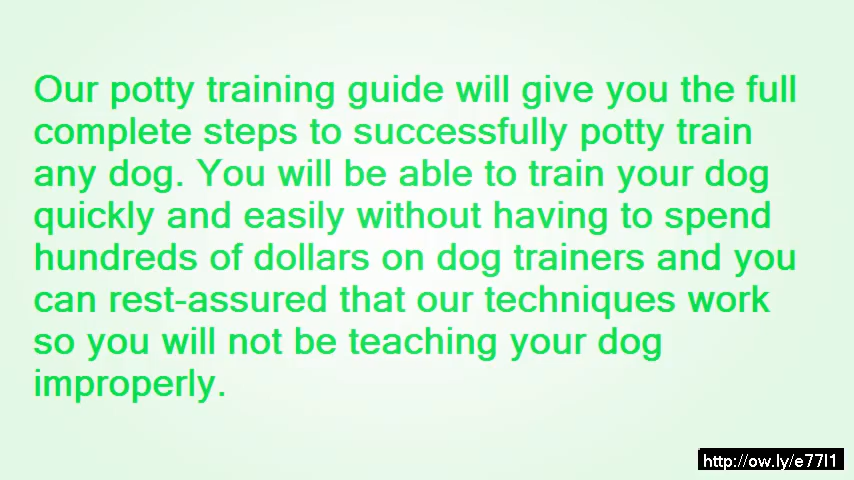 Our potty training guide will give you the full
complete steps to successfully potty train
any dog. You will be able to train your dog
quickly and easily without having to spend
hundreds of dollars on dog trainers and you
can rest-assured that our techniques work
so you will not be teaching your dog
improperly.
http://ow.ly/e77l1